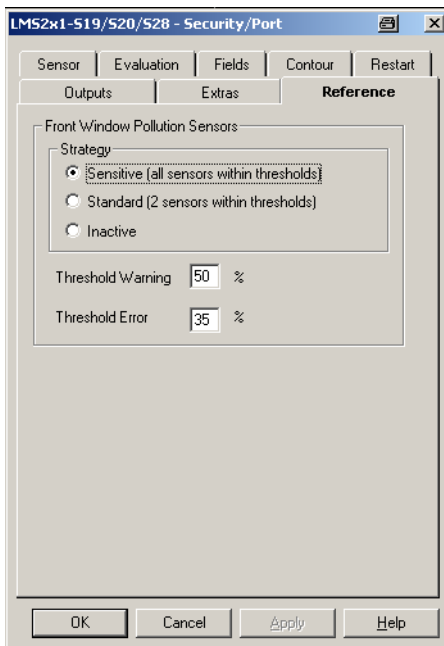 LMS2x1-S19/S20/S28 - Security/Port
Sensor Evaluation Fields Contour Restart
Outputs Extras Reference
Front Window Pollution Sensors
Strategy
Sensitive (all sensors within thresholds)
Standard (2 sensors within thresholds)
Inactive
Threshold Warning 50 %
Threshold Error 35 %
OK Cancel Apply Help